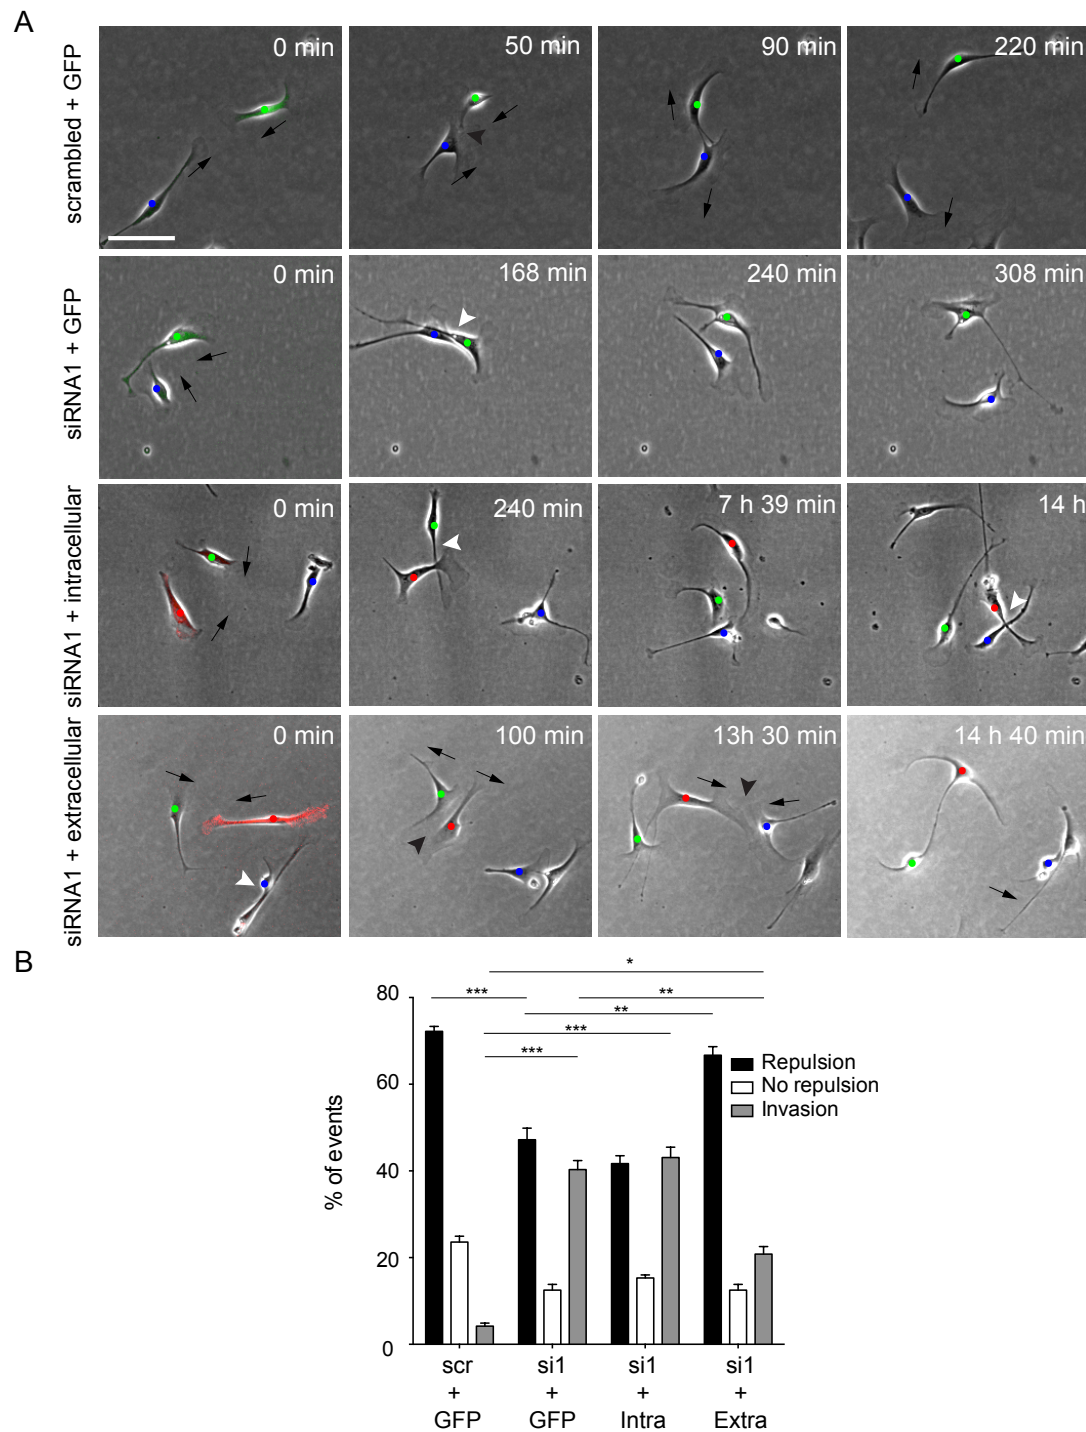 A
scrambled + GFP
0 min
50 min
90 min
220 min
siRNA1 + GFP
0 min
168 min
240 min
308 min
siRNA1 + intracellular
0 min
240 min
7 h 39 min
14 h
siRNA1 + extracellular
0 min
100 min
13h 30 min
14 h 40 min
B
*
80
***
**
**
***
***
Repulsion
60
No repulsion
Invasion
% of events
40
20
0
scr si1 si1 si1
+ + + +
GFP GFP Intra Extra